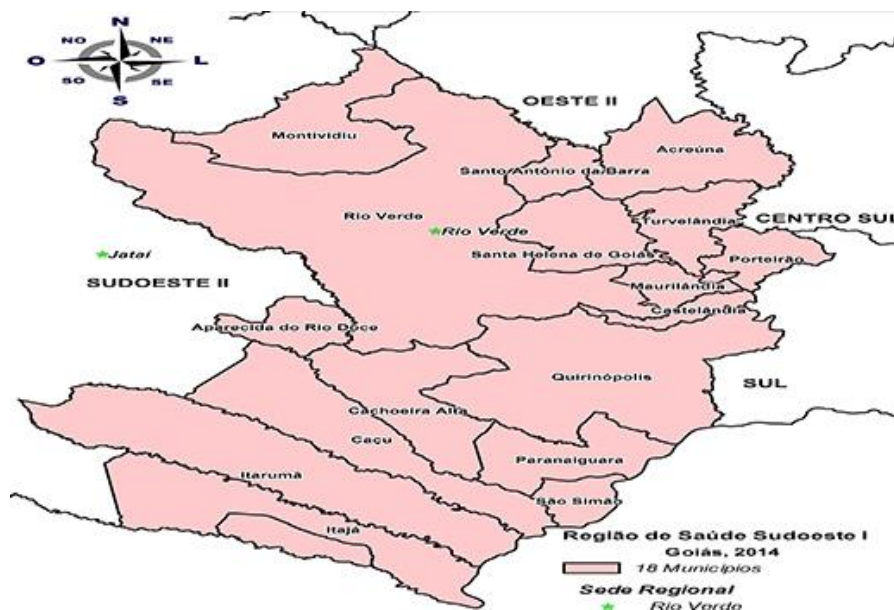 N
NO
NE
O
L
SO
SE
S
OESTE II
Montividiu
Acreúna
Santo Antônio da Barra
Rio Verde
Rio Verde
Turvelândia
CENTRO SUL
Jataí
Santa Helena de Goiás
Porteirão
SUDOESTE II
Maurilândia
Castelândia
Aparecida do Rio Doce
Quirinópolis
SUL
Cachoeira Alta
Caçu
Paranaiguara
Itarumã
São Simão
Itajá
Região de Saúde Sudoeste I
Goiás, 2014
18 Municípios
Sede Regional
Rio Verde